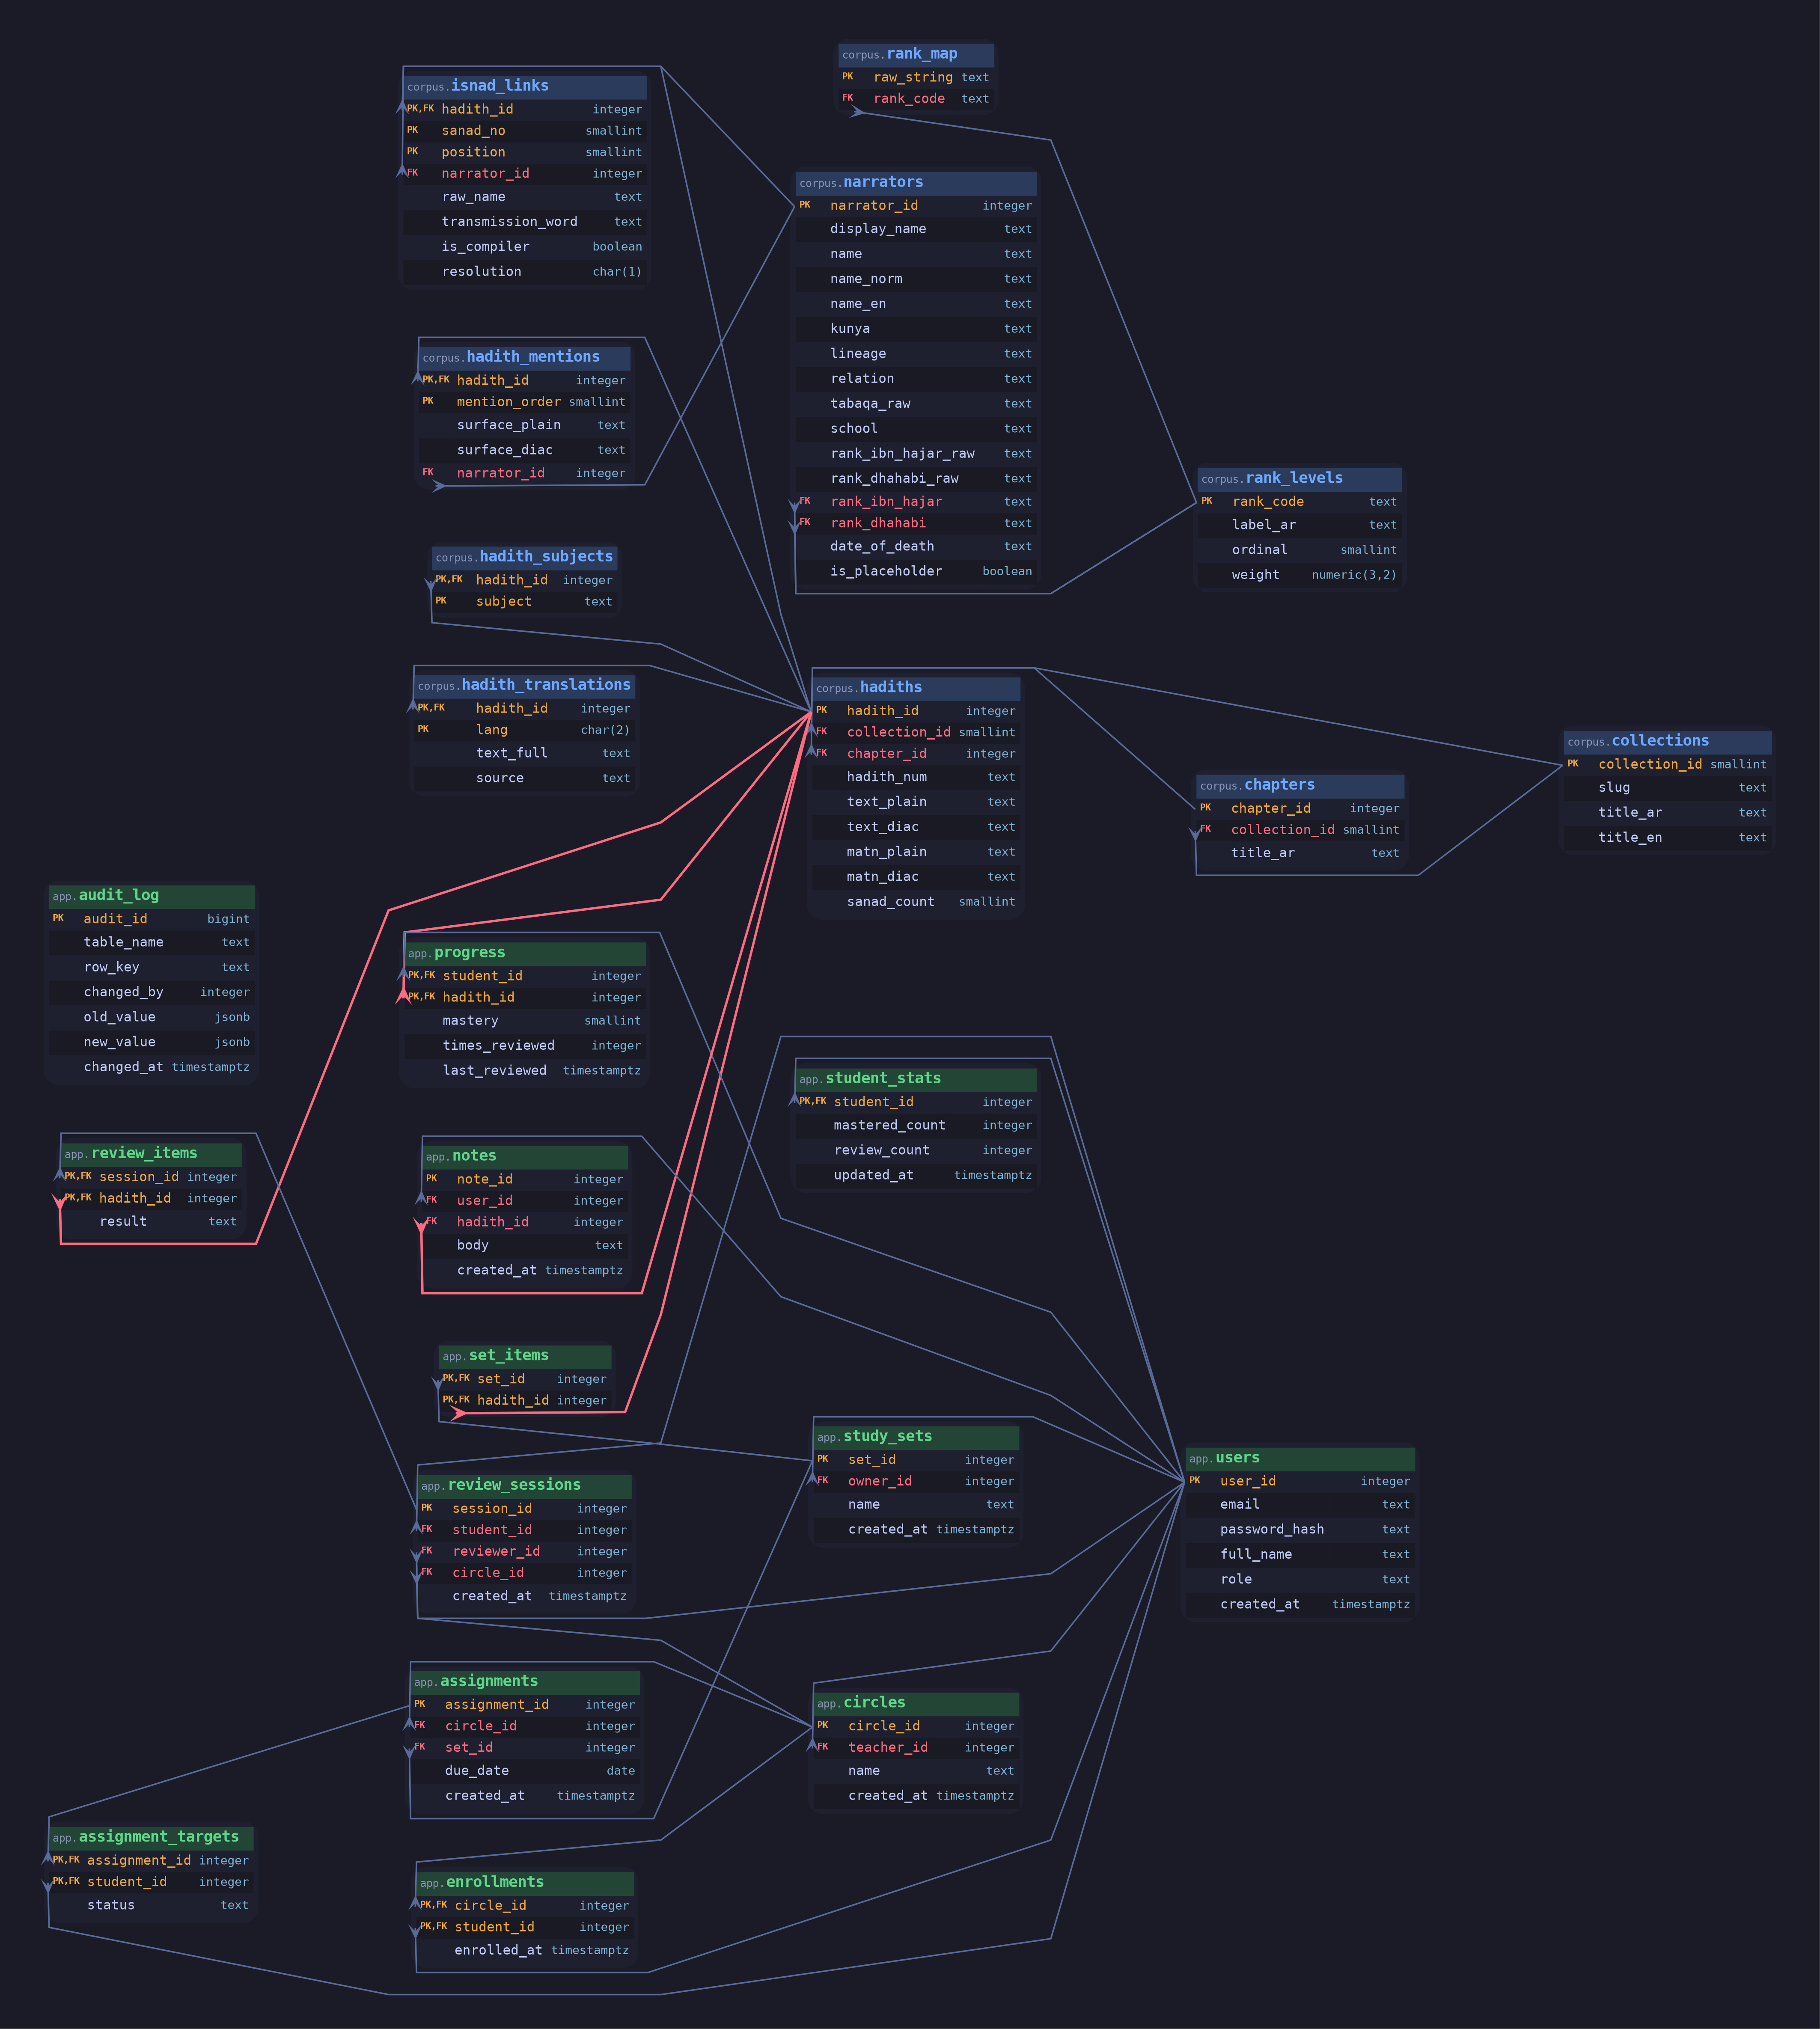 corpus.rank_map
PK raw_string text
FK rank_code text
corpus.isnad_links
PK,FK hadith_id integer
PK sanad_no smallint
PK position smallint
FK narrator_id integer
raw_name text
transmission_word text
is_compiler boolean
resolution char(1)
corpus.narrators
PK narrator_id integer
display_name text
name text
name_norm text
name_en text
kunya text
lineage text
relation text
tabaqa_raw text
school text
rank_ibn_hajar_raw text
rank_dhahabi_raw text
FK rank_ibn_hajar text
FK rank_dhahabi text
date_of_death text
is_placeholder boolean
corpus.hadith_mentions
PK,FK hadith_id integer
PK mention_order smallint
surface_plain text
surface_diac text
FK narrator_id integer
corpus.rank_levels
PK rank_code text
label_ar text
ordinal smallint
weight numeric(3,2)
corpus.hadith_subjects
PK,FK hadith_id integer
PK subject text
corpus.hadith_translations
PK,FK hadith_id integer
PK lang char(2)
text_full text
source text
corpus.hadiths
PK hadith_id integer
FK collection_id smallint
FK chapter_id integer
hadith_num text
text_plain text
text_diac text
matn_plain text
matn_diac text
sanad_count smallint
corpus.collections
PK collection_id smallint
slug text
title_ar text
title_en text
corpus.chapters
PK chapter_id integer
FK collection_id smallint
title_ar text
app.audit_log
PK audit_id bigint
table_name text
row_key text
changed_by integer
old_value jsonb
new_value jsonb
changed_at timestamptz
app.progress
PK,FK student_id integer
PK,FK hadith_id integer
mastery smallint
times_reviewed integer
last_reviewed timestamptz
app.student_stats
PK,FK student_id integer
mastered_count integer
review_count integer
updated_at timestamptz
app.review_items
PK,FK session_id integer
PK,FK hadith_id integer
result text
app.notes
PK note_id integer
FK user_id integer
FK hadith_id integer
body text
created_at timestamptz
app.set_items
PK,FK set_id integer
PK,FK hadith_id integer
app.study_sets
PK set_id integer
FK owner_id integer
name text
created_at timestamptz
app.users
PK user_id integer
email text
password_hash text
full_name text
role text
created_at timestamptz
app.review_sessions
PK session_id integer
FK student_id integer
FK reviewer_id integer
FK circle_id integer
created_at timestamptz
app.assignments
PK assignment_id integer
FK circle_id integer
FK set_id integer
due_date date
created_at timestamptz
app.circles
PK circle_id integer
FK teacher_id integer
name text
created_at timestamptz
app.assignment_targets
PK,FK assignment_id integer
PK,FK student_id integer
status text
app.enrollments
PK,FK circle_id integer
PK,FK student_id integer
enrolled_at timestamptz